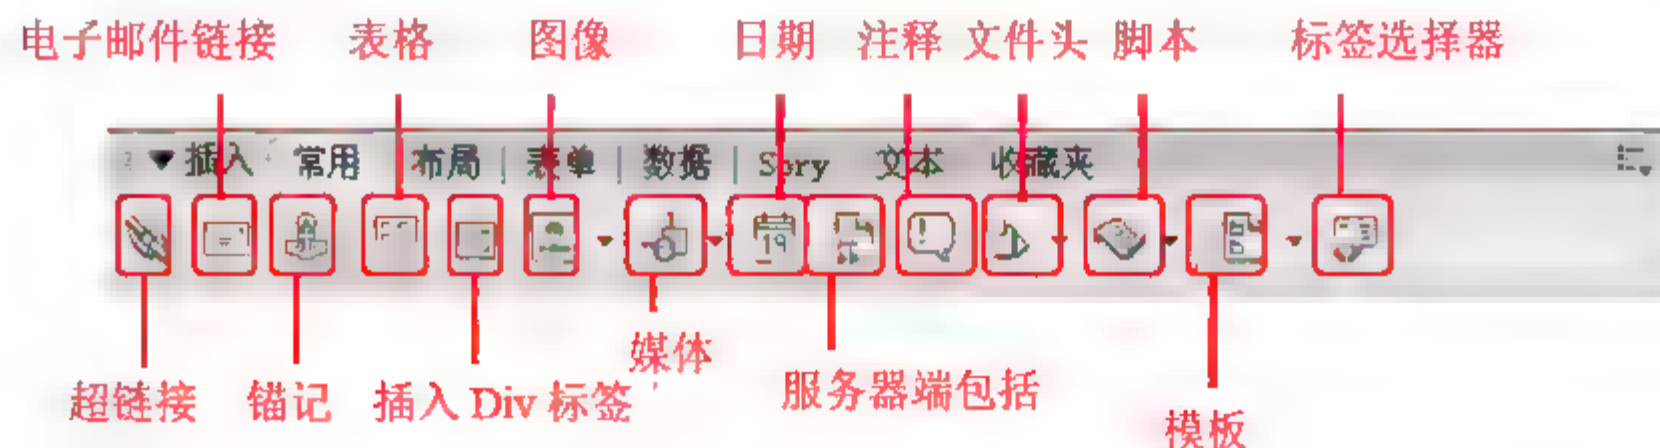 电子邮件链接 表格 图像 日期 注释 文件头 脚本 标签选择器
插入 常用 布局 | 表单 | 数据 | Spry 文本 收藏夹
19
媒体
服务器端包括
超链接 锚记 插入 Div 标签
模板